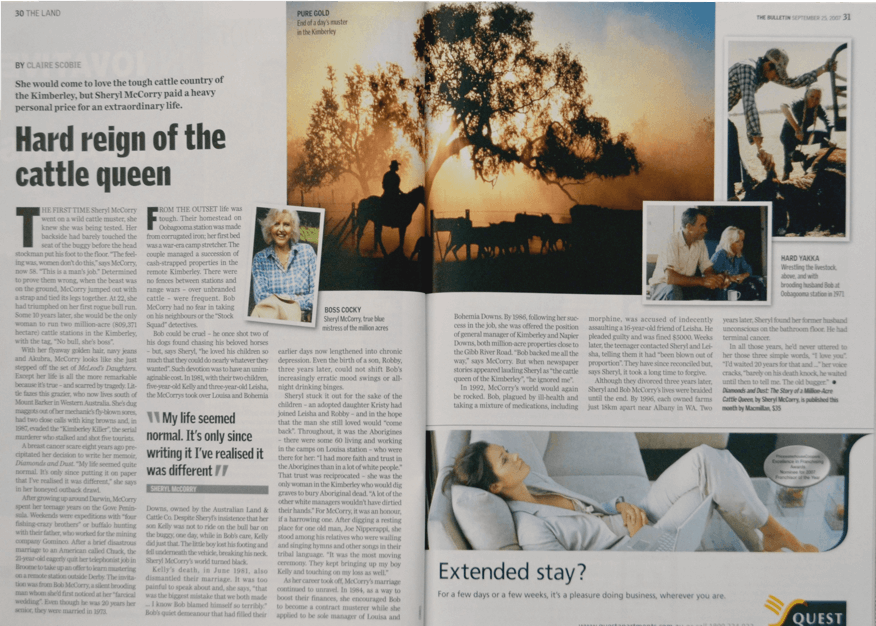 30 THE LAND
BY CLAIRE SCOBIE
She would come to love the tough cattle country of
the Kimberley, but Sheryl McCorry paid a heavy
personal price for an extraordinary life.
Hard reign of the
cattle queen
THE FIRST TIME Sheryl McCorry
went on a wild cattle muster, she
knew she was being tested. Her
backside had barely touched the
seat of the buggy before the head
stockman put his foot to the floor. "The feel-
ing was, women don't do this," says McCorry,
now 58. "This is a man's job." Determined
to prove them wrong, when the beast was
on the ground, McCorry jumped out with
a strap and tied its legs together. At 22, she
had triumphed on her first rogue bull run.
Some 10 years later, she would be the only
woman to run two million-acre (809,371
hectare) cattle stations in the Kimberley,
with the tag, "No bull, she's boss".
With her flyaway golden hair, navy jeans
and Akubra, McCorry looks like she just
stepped off the set of McLeod's Daughters.
Except her life is all the more remarkable
because it's true – and scarred by tragedy. Lit-
tle fazes this grazier, who now lives south of
Mount Barker in Western Australia. She's dug
maggots out of her mechanic's fly-blown sores,
had two close calls with king browns and, in
1987, evaded the "Kimberley Killer", the serial
murderer who stalked and shot five tourists.
A breast cancer scare eight years ago pre-
cipitated her decision to write her memoir,
Diamonds and Dust. "My life seemed quite
normal. It's only since putting it on paper
that I've realised it was different," she says
in her honeyed outback drawl.
After growing up around Darwin, McCorry
spent her teenage years on the Gove Penin-
sula. Weekends were expeditions with "four
fishing-crazy brothers" or buffalo hunting
with their father, who worked for the mining
company Gominco. After a brief disastrous
marriage to an American called Chuck, the
21-year-old eagerly quit her telephonist job in
Broome to take up an offer to learn mustering
on a remote station outside Derby. The invita-
tion was from Bob McCorry, a silent brooding
man whom she'd first noticed at her "farcical
wedding". Even though he was 20 years her
senior, they were married in 1973.
FROM THE OUTSET life was
tough. Their homestead on
Oobagooma station was made
from corrugated iron; her first bed
was a war-era camp stretcher. The
couple managed a succession of
cash-strapped properties in the
remote Kimberley. There were
no fences between stations and
range wars – over unbranded
cattle – were frequent. Bob
McCorry had no fear in taking
on his neighbours or the "Stock
Squad" detectives.
Bob could be cruel – he once shot two of
his dogs found chasing his beloved horses
– but, says Sheryl, "he loved his children so
much that they could do nearly whatever they
wanted". Such devotion was to have an unim-
aginable cost. In 1981, with their two children,
five-year-old Kelly and three-year-old Leisha,
the McCorrys took over Louisa and Bohemia
"My life seemed
normal. It's only since
writing it I've realised it
was different"
SHERYL MCCORRY
Downs, owned by the Australian Land &
Cattle Co. Despite Sheryl's insistence that her
son Kelly was not to ride on the bull bar on
the buggy, one day, while in Bob's care, Kelly
did just that. The little boy lost his footing and
fell underneath the vehicle, breaking his neck.
Sheryl McCorry's world turned black.
Kelly's death, in June 1981, also
dismantled their marriage. It was too
painful to speak about and, she says, "that
was the biggest mistake that we both made
... I know Bob blamed himself so terribly."
Bob's quiet demeanour that had filled their
PURE GOLD
End of a day's muster
in the Kimberley
BOSS COCKY
Sheryl McCorry, true blue
mistress of the million acres
earlier days now lengthened into chronic
depression. Even the birth of a son, Robby,
three years later, could not shift Bob's
increasingly erratic mood swings or all-
night drinking binges.
Sheryl stuck it for the sake of the
children – an adopted daughter Kristy had
joined Leisha and Robby – and in the hope
that the man she still loved would "come
back". Throughout, it was the Aborigines
– there were some 60 living and working
in the camps on Louisa station – who were
there for her: "I had more faith and trust in
the Aborigines than in a lot of white people."
That trust was reciprocated – she was the
only woman in the Kimberley who would dig
graves to bury Aboriginal dead. "A lot of the
other white managers wouldn't have dirtied
their hands." For McCorry, it was an honour,
if a harrowing one. After digging a resting
place for one old man, Joe Nipperappi, she
stood among his relatives who were wailing
and singing hymns and other songs in their
tribal language. "It was the most moving
ceremony. They kept bringing up my boy
Kelly and touching on my loss as well."
As her career took off, McCorry's marriage
continued to unravel. In 1984, as a way to
boost their finances, she encouraged Bob
to become a contract musterer while she
applied to be sole manager of Louisa and
THE BULLETIN SEPTEMBER 25, 2007 31
HARD YAKKA
Wrestling the livestock,
above, and with
brooding husband Bob at
Oobagooma station in 1971
Bohemia Downs. By 1986, following her suc-
cess in the job, she was offered the position
of general manager of Kimberley and Napier
Downs, both million-acre properties close to
the Gibb River Road. "Bob backed me all the
way," says McCorry. But when newspaper
stories appeared leading Sheryl as "the cattle
queen of the Kimberley", "he ignored me".
In 1992, McCorry's world would again
be rocked. Bob, plagued by ill-health and
taking a mixture of medications, including
morphine, was accused of indecently
assaulting a 16-year-old friend of Leisha. He
pleaded guilty and was fined $5000. Weeks
later, the teenager contacted Sheryl and Lei-
sha, telling them it had "been blown out of
proportion". They have since reconciled but,
says Sheryl, it took a long time to forgive.
Although they divorced three years later,
Sheryl and Bob McCorry's lives were braided
until the end. By 1996, each owned farms
just 18km apart near Albany in WA. Two
years later, Sheryl found her former husband
unconscious on the bathroom floor. He had
terminal cancer.
In all those years, he'd never uttered to
her those three simple words, "I love you".
"I'd waited 30 years for that and ..." her voice
cracks, "barely on his death knock, he waited
until then to tell me. The old bugger."
Diamonds and Dust: The Story of a Million-Acre
Cattle Queen, by Sheryl McCorry, is published this
month by Macmillan, $35
Extended stay?
For a few days or a few weeks, it's a pleasure doing business, wherever you are.
QUEST